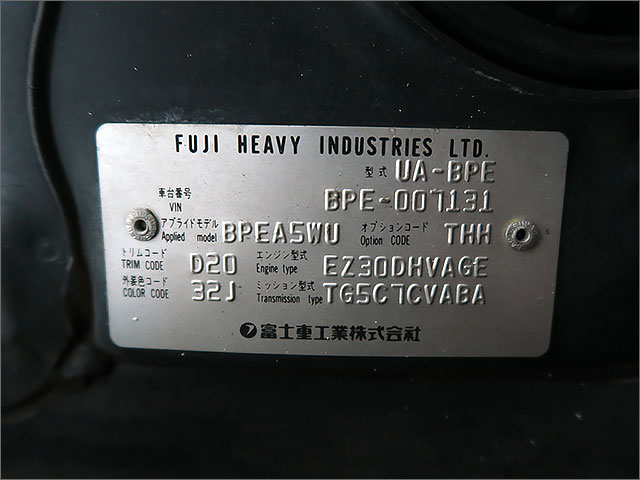 FUJI HEAVY INDUSTRIES LTD.
型式 UA-BPE
車台番号 VIN BPE-007131
アプライドモデル Applied model BPEA5WU オプションコード Option CODE THH
トリムコード TRIM CODE D20 エンジン型式 Engine type EZ30DHVAGE
外装色コード COLOR CODE 32J ミッション型式 Transmission type TG5C7CVABA
富士重工業株式会社